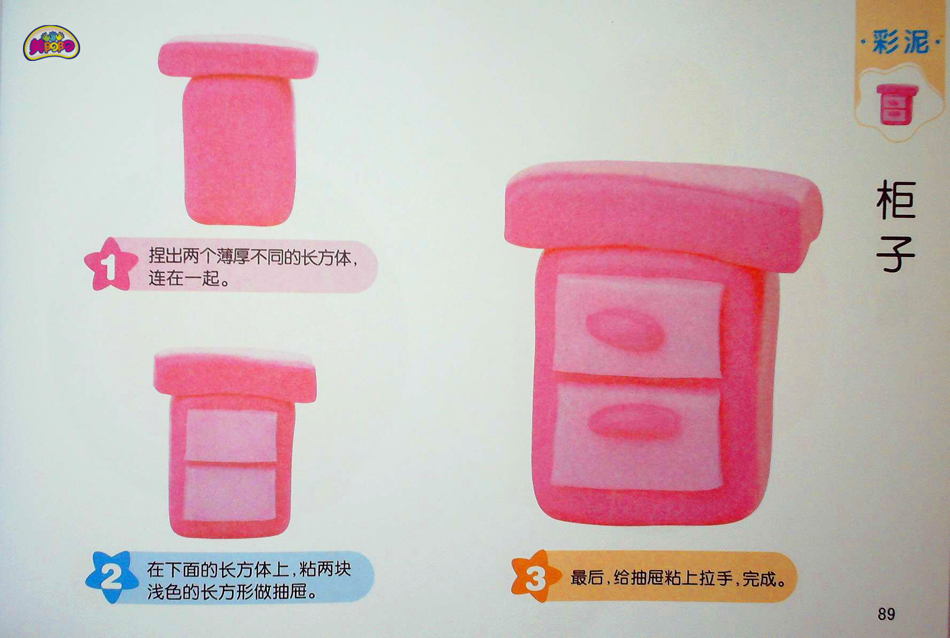 Mpopo
·彩泥·
柜子
1
捏出两个薄厚不同的长方体，
连在一起。
2
在下面的长方体上，粘两块
浅色的长方形做抽屉。
3
最后，给抽屉粘上拉手，完成。
89